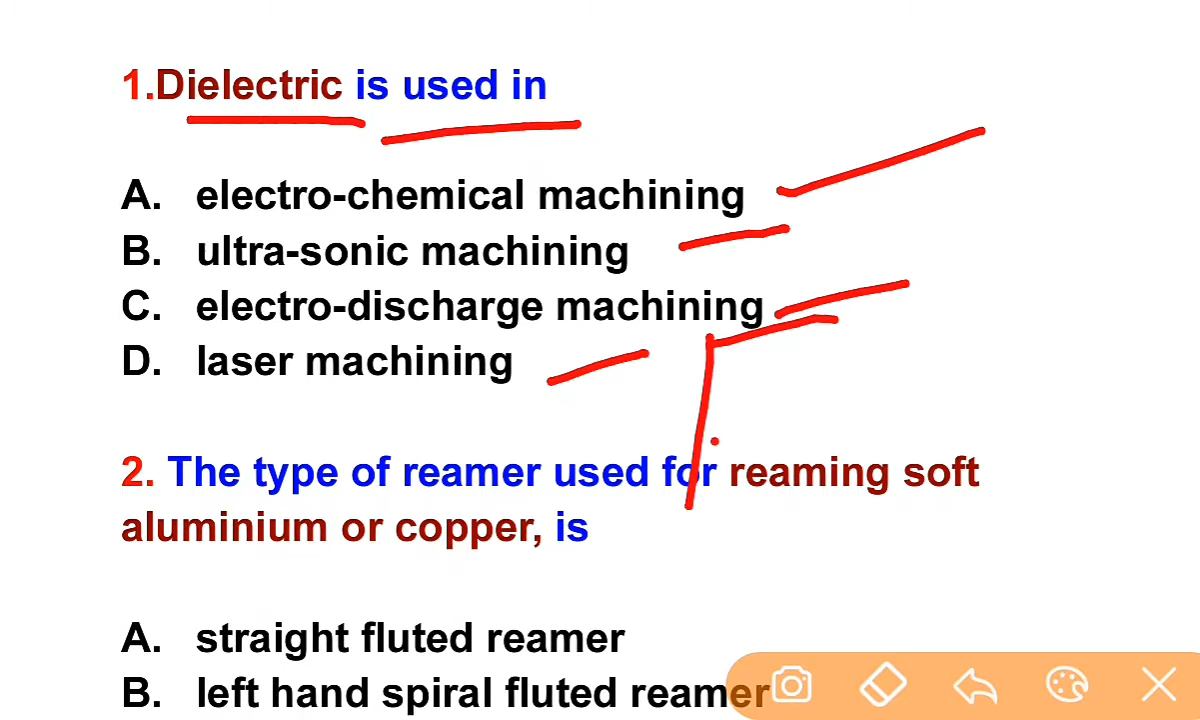 1.Dielectric is used in
A. electro-chemical machining
B. ultra-sonic machining
C. electro-discharge machining
D. laser machining
2. The type of reamer used for reaming soft
aluminium or copper, is
A. straight fluted reamer
B. left hand spiral fluted reamer